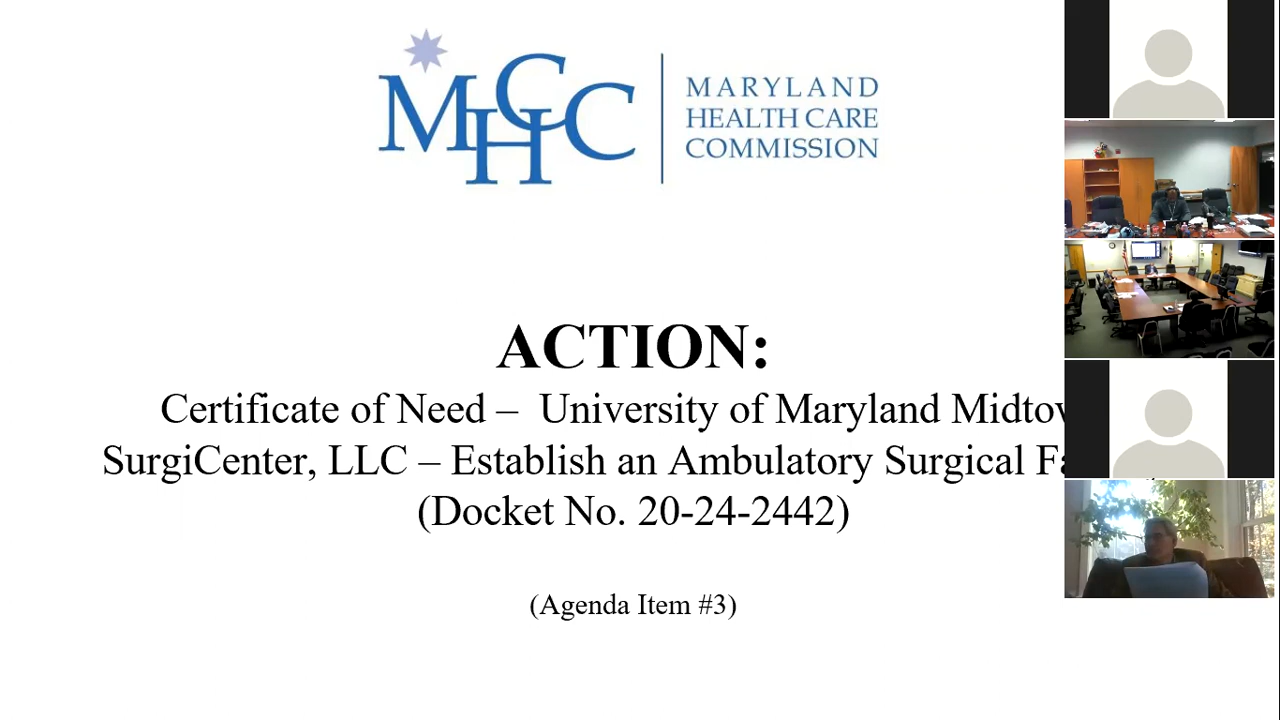 MHCC
MARYLAND
HEALTH CARE
COMMISSION
ACTION:
Certificate of Need – University of Maryland
SurgiCenter, LLC – Establish an Ambulatory Surgical
(Docket No. 20-24-2442)
(Agenda Item #3)